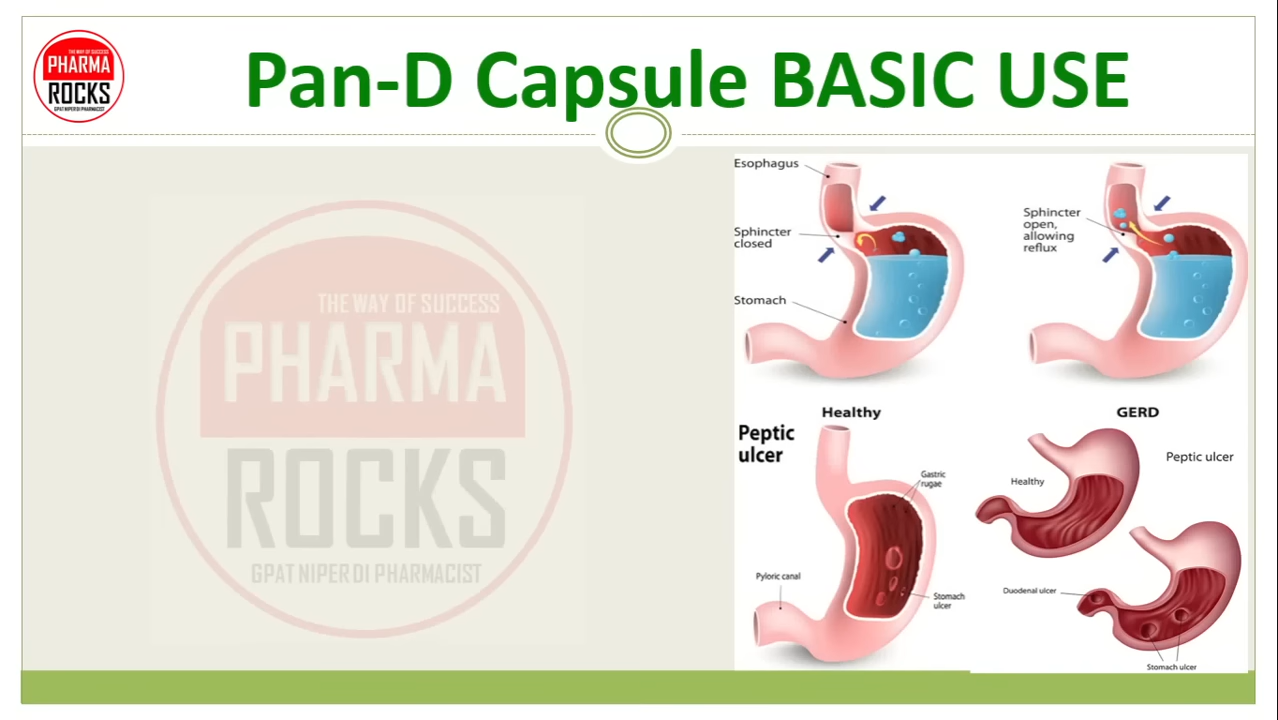 THE WAY OF SUCCESS
PHARMA
ROCKS
GPAT NIPER DI PHARMACIST
Pan-D Capsule BASIC USE
THE WAY OF SUCCESS
PHARMA
ROCKS
GPAT NIPER DI PHARMACIST
Esophagus
Sphincter
closed
Stomach
Healthy
Sphincter
open,
allowing
reflux
GERD
Peptic
ulcer
Gastric
rugae
Pyloric canal
Stomach
ulcer
Peptic ulcer
Healthy
Duodenal ulcer
Stomach ulcer